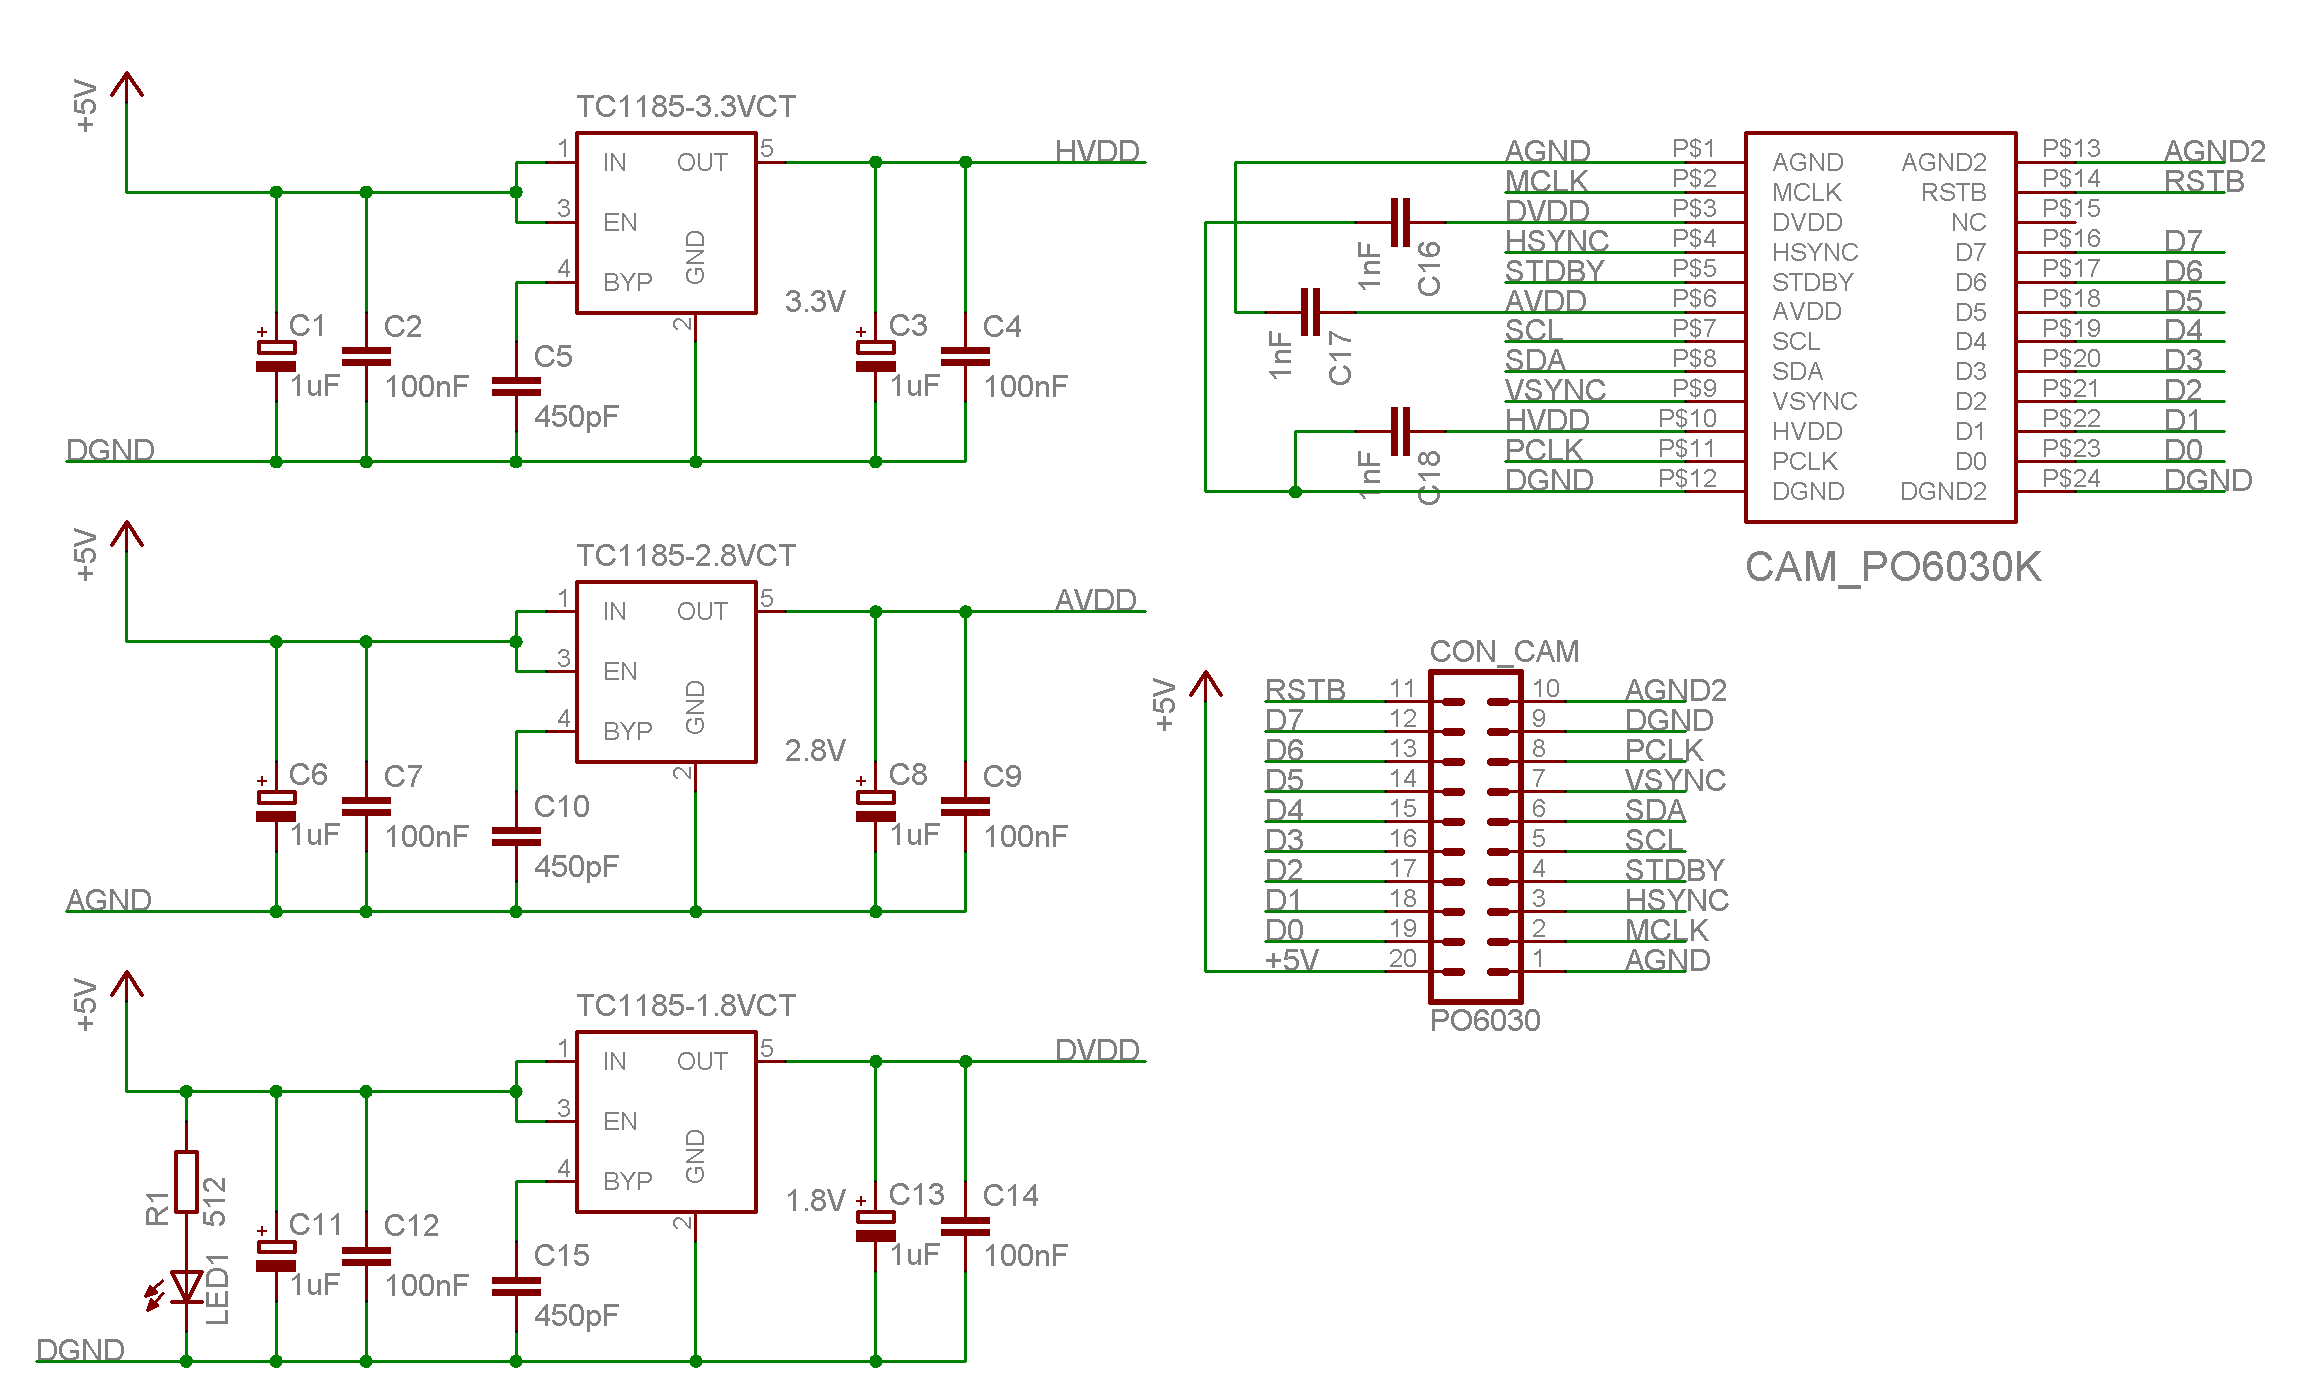 +5V
TC1185-3.3VCT
1 IN OUT 5 HVDD
3 EN
4 BYP GND
2
3.3V
+ C1 1uF
C2 100nF
C5 450pF
+ C3 1uF
C4 100nF
DGND
+5V
TC1185-2.8VCT
1 IN OUT 5 AVDD
3 EN
4 BYP GND
2
2.8V
+ C6 1uF
C7 100nF
C10 450pF
+ C8 1uF
C9 100nF
AGND
+5V
TC1185-1.8VCT
1 IN OUT 5 DVDD
3 EN
4 BYP GND
2
1.8V
R1 512
LED1
+ C11 1uF
C12 100nF
C15 450pF
+ C13 1uF
C14 100nF
DGND
AGND P$1 AGND AGND2 P$13 AGND2
MCLK P$2 MCLK RSTB P$14 RSTB
DVDD P$3 DVDD NC P$15
HSYNC P$4 HSYNC D7 P$16 D7
STDBY P$5 STDBY D6 P$17 D6
AVDD P$6 AVDD D5 P$18 D5
SCL P$7 SCL D4 P$19 D4
SDA P$8 SDA D3 P$20 D3
VSYNC P$9 VSYNC D2 P$21 D2
HVDD P$10 HVDD D1 P$22 D1
PCLK P$11 PCLK D0 P$23 D0
DGND P$12 DGND DGND2 P$24 DGND
1nF C16
1nF C17
1nF C18
CAM_PO6030K
CON_CAM
+5V
RSTB 11 10 AGND2
D7 12 9 DGND
D6 13 8 PCLK
D5 14 7 VSYNC
D4 15 6 SDA
D3 16 5 SCL
D2 17 4 STDBY
D1 18 3 HSYNC
D0 19 2 MCLK
+5V 20 1 AGND
PO6030